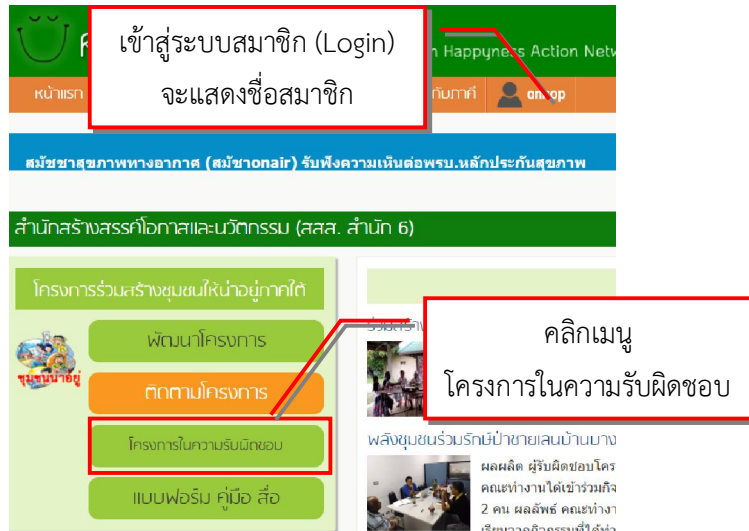 เข้าสู่ระบบสมาชิก (Login)
จะแสดงชื่อสมาชิก
Happyness Action Netw
หน้าแรก
กับภาคี
สมัชชาสุขภาพทางอากาศ (สมัชาonair) รับฟังความเห็นต่อพรบ.หลักประกันสุขภาพ
สำนักสร้างสรรค์โอกาสและนวัตกรรม (สสส. สำนัก 6)
โครงการร่วมสร้างชุมชนให้น่าอยู่ภาคใต้
ชุมชนน่าอยู่
พัฒนาโครงการ
ติดตามโครงการ
โครงการในความรับผิดชอบ
แบบฟอร์ม คู่มือ สื่อ
คลิกเมนู
โครงการในความรับผิดชอบ
พลังชุมชนร่วมรักษ์ป่าชายเลนบ้านบาง
ผลผลิต ผู้รับผิดชอบโคร
คณะทำงานได้เข้าร่วมกิจ
2 คน ผลลัพธ์ คณะทำงา